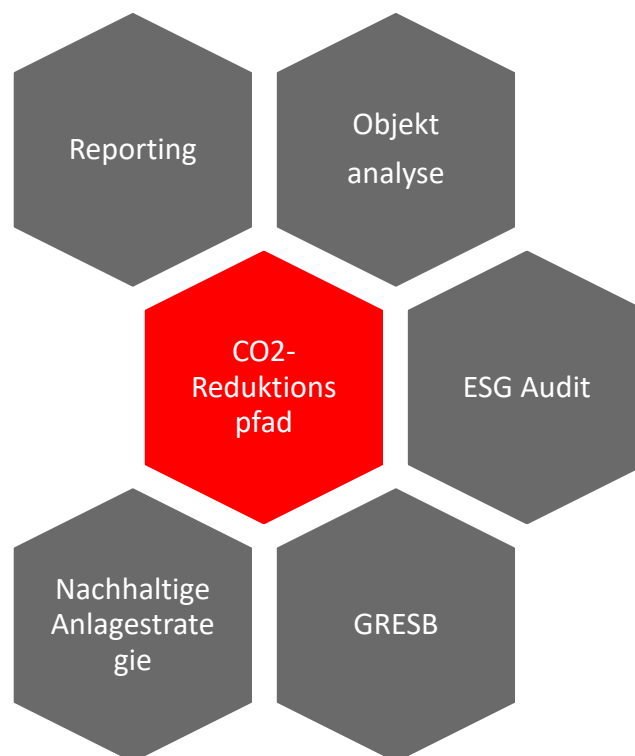 Reporting
Objekt
analyse
CO2-
Reduktions
pfad
ESG Audit
Nachhaltige
Anlagestrate
gie
GRESB